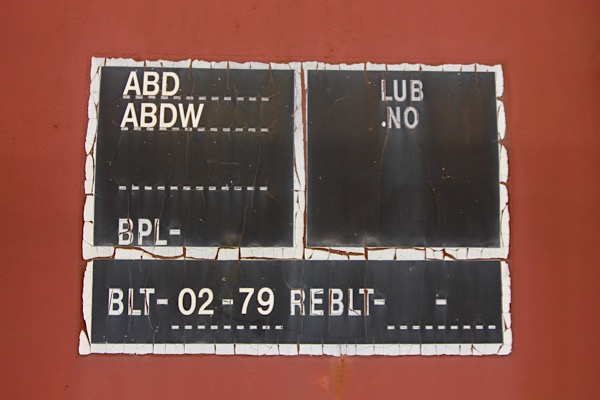 ABD
ABDW
BPL-
LUB
NO
BLT-02-79 REBLT- -